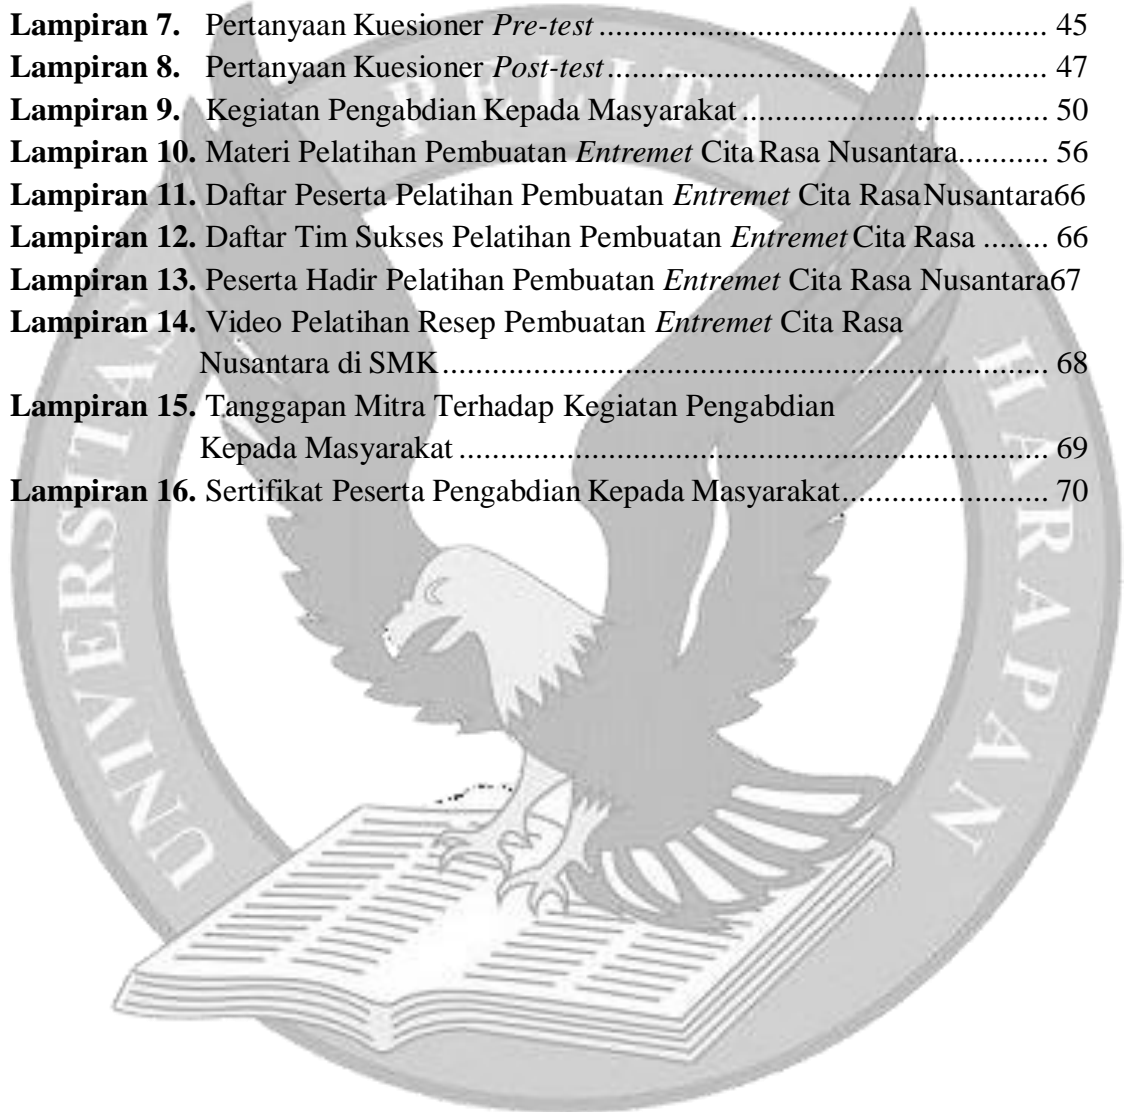 Lampiran 7. Pertanyaan Kuesioner Pre-test ........................................................ 45
Lampiran 8. Pertanyaan Kuesioner Post-test ....................................................... 47
Lampiran 9. Kegiatan Pengabdian Kepada Masyarakat ...................................... 50
Lampiran 10. Materi Pelatihan Pembuatan Entremet Cita Rasa Nusantara........... 56
Lampiran 11. Daftar Peserta Pelatihan Pembuatan Entremet Cita Rasa Nusantara66
Lampiran 12. Daftar Tim Sukses Pelatihan Pembuatan Entremet Cita Rasa ........ 66
Lampiran 13. Peserta Hadir Pelatihan Pembuatan Entremet Cita Rasa Nusantara67
Lampiran 14. Video Pelatihan Resep Pembuatan Entremet Cita Rasa
Nusantara di SMK ........................................................................... 68
Lampiran 15. Tanggapan Mitra Terhadap Kegiatan Pengabdian
Kepada Masyarakat ......................................................................... 69
Lampiran 16. Sertifikat Peserta Pengabdian Kepada Masyarakat.......................... 70
UNIVERSITAS PELITA HARAPAN